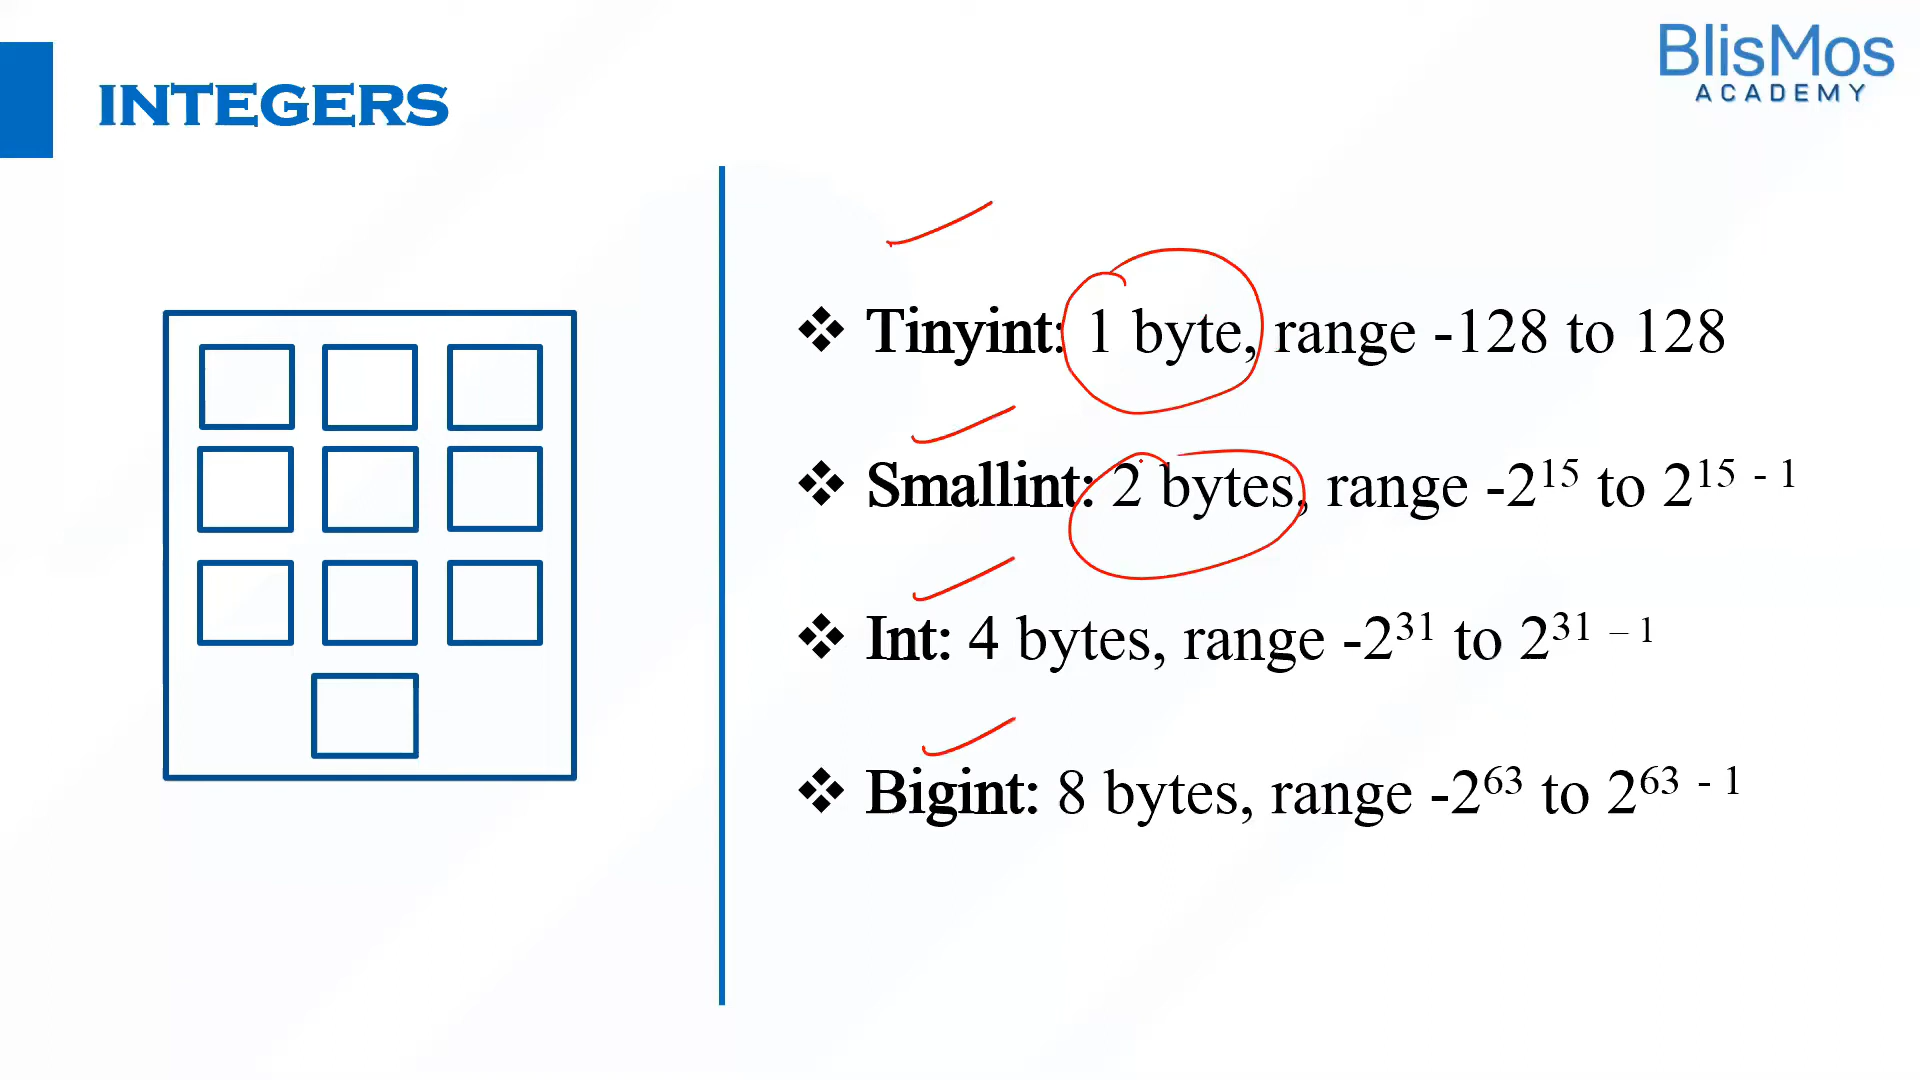 BlisMos
ACADEMY
INTEGERS
❖ Tinyint: 1 byte, range -128 to 128
❖ Smallint: 2 bytes, range -2¹⁵ to 2¹⁵ ⁻ ¹
❖ Int: 4 bytes, range -2³¹ to 2³¹ ⁻ ¹
❖ Bigint: 8 bytes, range -2⁶³ to 2⁶³ ⁻ ¹